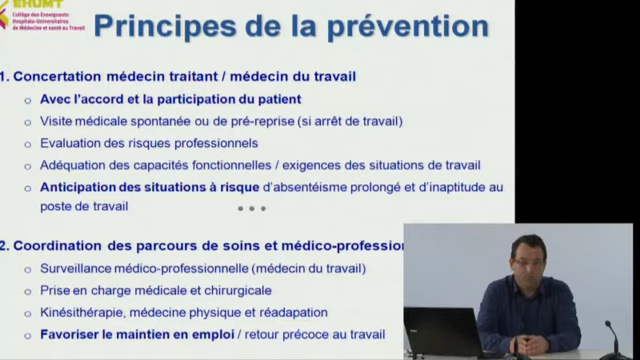 EHUMT
Collège des Enseignants
Hospitalo-Universitaires
de Médecine et santé au Travail
Principes de la prévention
1. Concertation médecin traitant / médecin du travail
o Avec l'accord et la participation du patient
o Visite médicale spontanée ou de pré-reprise (si arrêt de travail)
o Evaluation des risques professionnels
o Adéquation des capacités fonctionnelles / exigences des situations de travail
o Anticipation des situations à risque d'absentéisme prolongé et d'inaptitude au
poste de travail
2. Coordination des parcours de soins et médico-profession
o Surveillance médico-professionnelle (médecin du travail)
o Prise en charge médicale et chirurgicale
o Kinésithérapie, médecine physique et réadapation
o Favoriser le maintien en emploi / retour précoce au travail